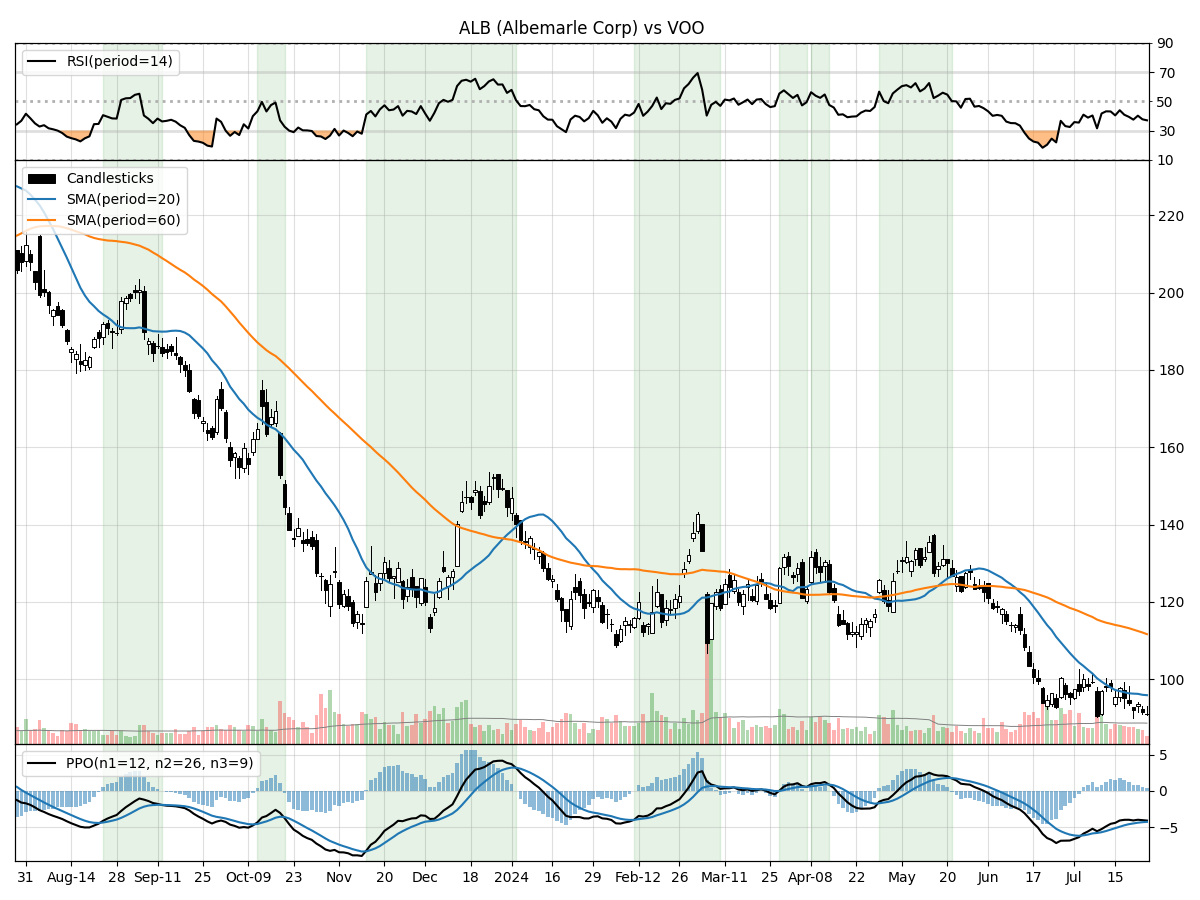 ALB (Albemarle Corp) vs VOO
RSI(period=14)
90
70
50
30
10
Candlesticks
SMA(period=20)
SMA(period=60)
220
200
180
160
140
120
100
PPO(n1=12, n2=26, n3=9)
5
0
−5
31 Aug-14 28 Sep-11 25 Oct-09 23 Nov 20 Dec 18 2024 16 29 Feb-12 26 Mar-11 25 Apr-08 22 May 20 Jun 17 Jul 15